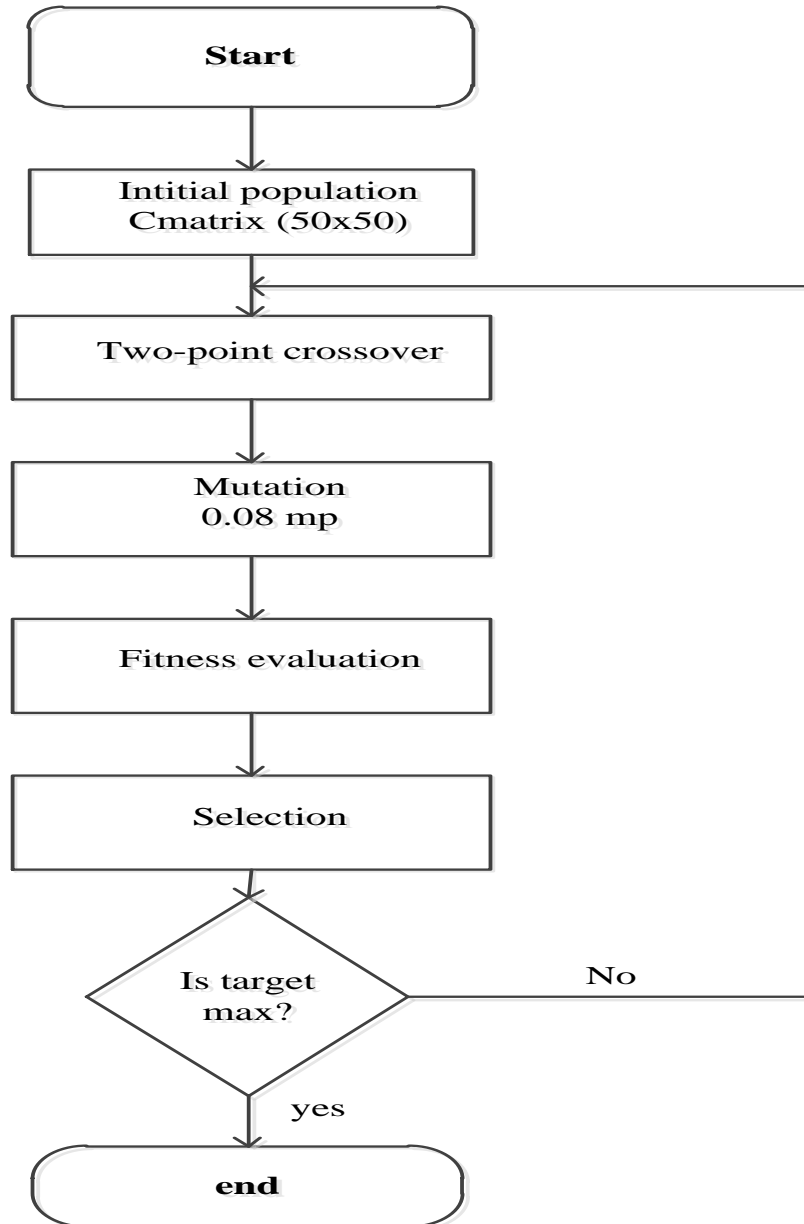 Start
Intitial population
Cmatrix (50x50)
Two-point crossover
Mutation
0.08 mp
Fitness evaluation
Selection
Is target
max?
No
yes
end